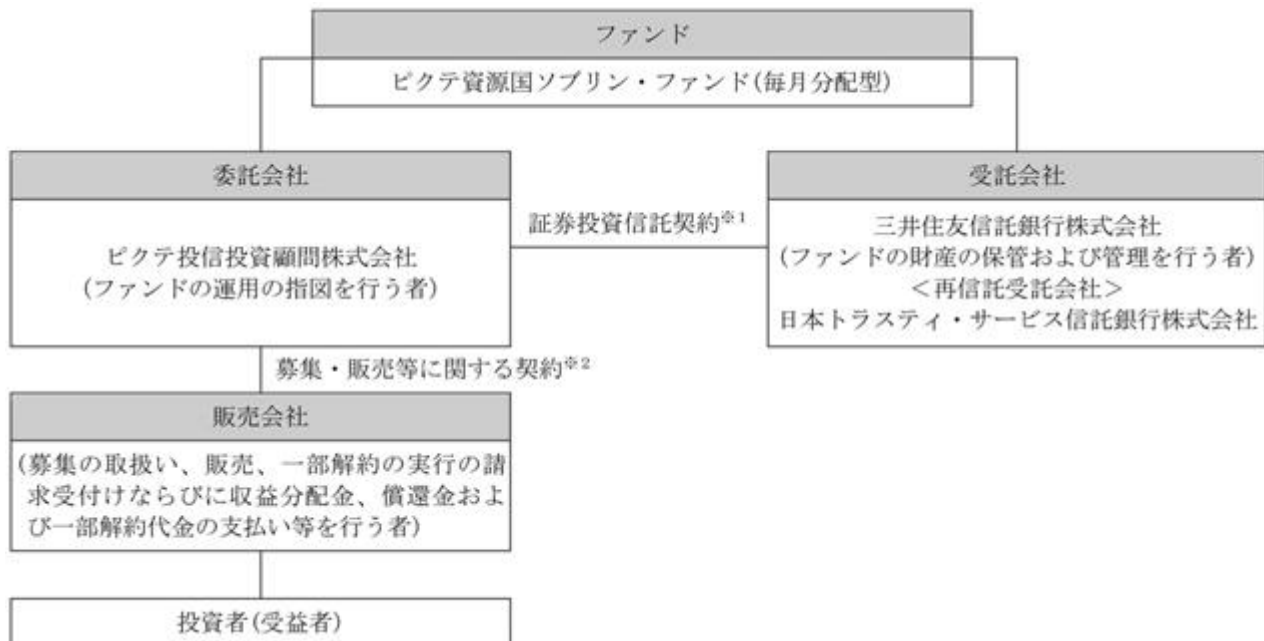 ファンド
ピクテ資源国ソブリン・ファンド(毎月分配型)
委託会社
ピクテ投信投資顧問株式会社
(ファンドの運用の指図を行う者)
証券投資信託契約※1
受託会社
三井住友信託銀行株式会社
(ファンドの財産の保管および管理を行う者)
＜再信託受託会社＞
日本トラスティ・サービス信託銀行株式会社
募集・販売等に関する契約※2
販売会社
(募集の取扱い、販売、一部解約の実行の請
求受付けならびに収益分配金、償還金およ
び一部解約代金の支払い等を行う者)
投資者(受益者)